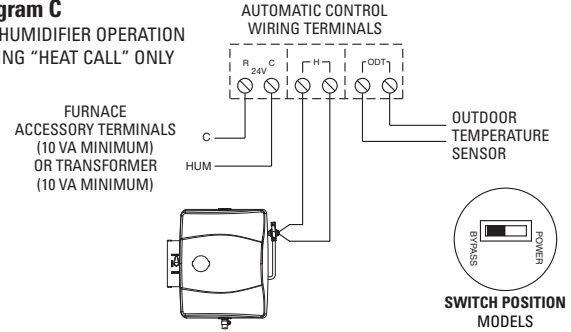 gram C
HUMIDIFIER OPERATION
ING “HEAT CALL” ONLY
AUTOMATIC CONTROL
WIRING TERMINALS
R 24V C
H
ODT
FURNACE
ACCESSORY TERMINALS
(10 VA MINIMUM)
OR TRANSFORMER
(10 VA MINIMUM)
C
HUM
OUTDOOR
TEMPERATURE
SENSOR
BYPASS
POWER
SWITCH POSITION
MODELS